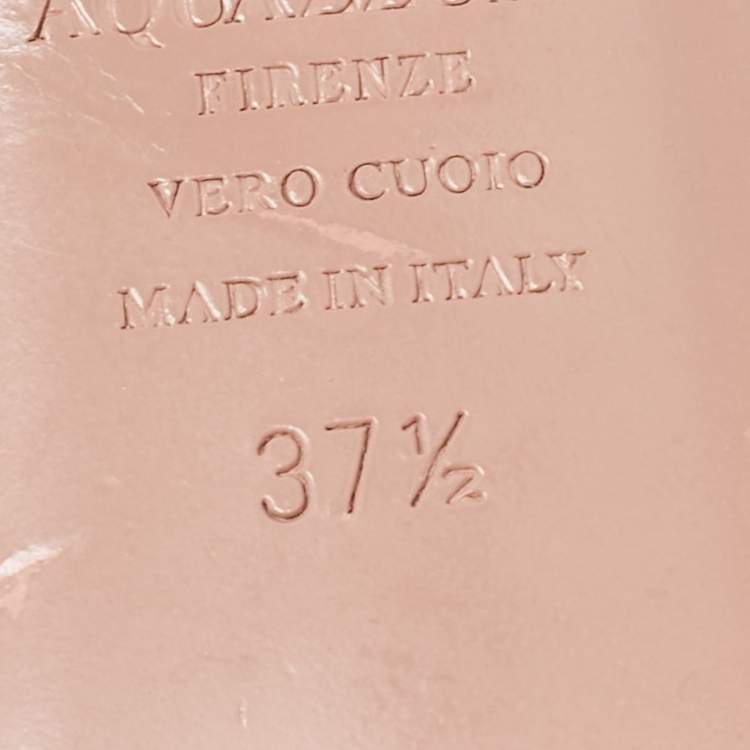 FIRENZE
VERO CUOIO
MADE IN ITALY
37½